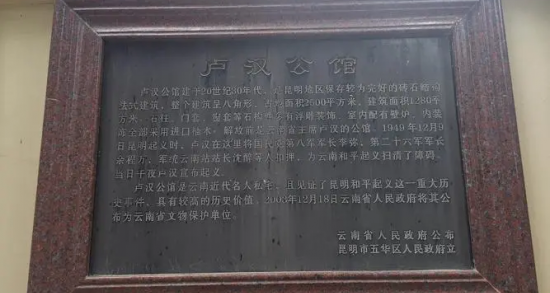 卢汉公馆
卢汉公馆建于20世纪30年代,是昆明地区保存较为完好的砖石结构
法式建筑,整个建筑呈八角形,占地面积2600平方米,建筑面积1280平
方米,石柱、门套、窗套等石构件有浮雕装饰,室内配有壁炉,内装
饰全部采用进口柚木。解放前是云南省主席卢汉的公馆。1949年12月9
日昆明起义时,卢汉在这里将国民党第八军军长李弥、第二十六军军长
余程万、军统云南站站长沈醉等人扣押,为云南和平起义扫清了障碍,
当日午夜卢汉宣布起义。
卢汉公馆是云南近代名人私宅,且见证了昆明和平起义这一重大历
史事件,具有较高的历史价值。2003年12月18日云南省人民政府将其公
布为云南省文物保护单位。
云南省人民政府公布
昆明市五华区人民政府立